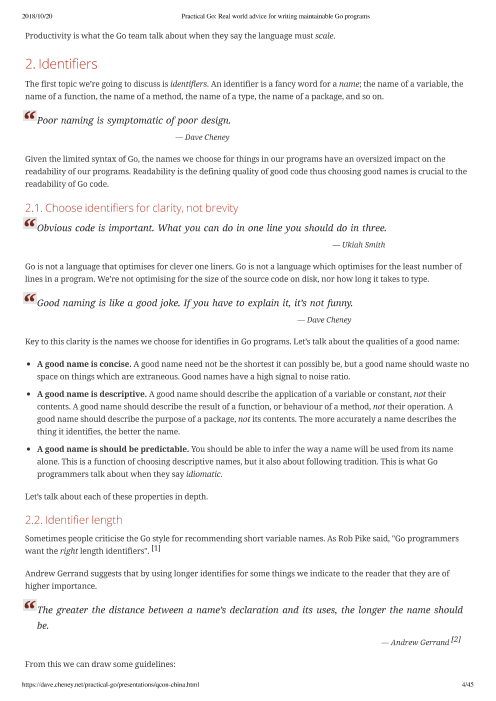 2018/10/20 Practical Go: Real world advice for writing maintainable Go programs
Productivity is what the Go team talk about when they say the language must scale.
2. Identifiers
The first topic we're going to discuss is identifiers. An identifier is a fancy word for a name; the name of a variable, the
name of a function, the name of a method, the name of a type, the name of a package, and so on.
“Poor naming is symptomatic of poor design.
— Dave Cheney
Given the limited syntax of Go, the names we choose for things in our programs have an oversized impact on the
readability of our programs. Readability is the defining quality of good code thus choosing good names is crucial to the
readability of Go code.
2.1. Choose identifiers for clarity, not brevity
“Obvious code is important. What you can do in one line you should do in three.
— Ukiah Smith
Go is not a language that optimises for clever one liners. Go is not a language which optimises for the least number of
lines in a program. We're not optimising for the size of the source code on disk, nor how long it takes to type.
“Good naming is like a good joke. If you have to explain it, it's not funny.
— Dave Cheney
Key to this clarity is the names we choose for identifies in Go programs. Let's talk about the qualities of a good name:
• A good name is concise. A good name need not be the shortest it can possibly be, but a good name should waste no
space on things which are extraneous. Good names have a high signal to noise ratio.
• A good name is descriptive. A good name should describe the application of a variable or constant, not their
contents. A good name should describe the result of a function, or behaviour of a method, not their operation. A
good name should describe the purpose of a package, not its contents. The more accurately a name describes the
thing it identifies, the better the name.
• A good name is should be predictable. You should be able to infer the way a name will be used from its name
alone. This is a function of choosing descriptive names, but it also about following tradition. This is what Go
programmers talk about when they say idiomatic.
Let's talk about each of these properties in depth.
2.2. Identifier length
Sometimes people criticise the Go style for recommending short variable names. As Rob Pike said, "Go programmers
want the right length identifiers". [1]
Andrew Gerrand suggests that by using longer identifies for some things we indicate to the reader that they are of
higher importance.
“The greater the distance between a name's declaration and its uses, the longer the name should
be.
— Andrew Gerrand [2]
From this we can draw some guidelines:
https://dave.cheney.net/practical-go/presentations/qcon-china.html 4/45